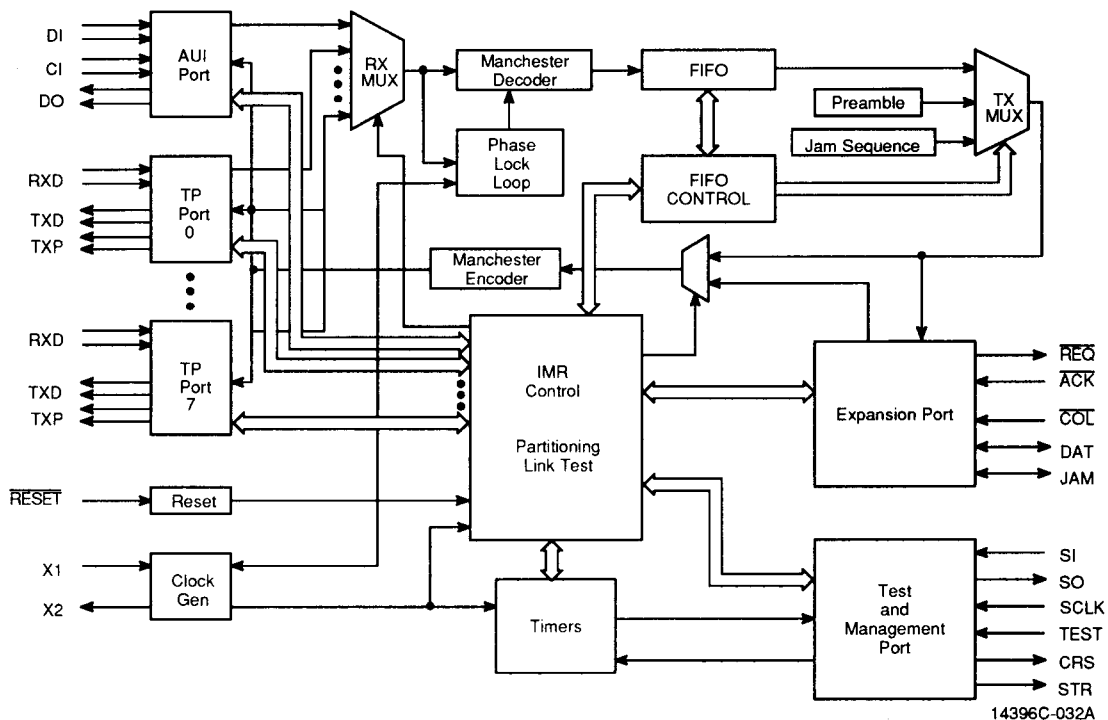 DI
CI
DO
AUI
Port
RX
MUX
Manchester
Decoder
FIFO
Preamble
Jam Sequence
TX
MUX
Phase
Lock
Loop
FIFO
CONTROL
RXD
TXD
TXP
TP
Port
0
Manchester
Encoder
RXD
TXD
TXP
TP
Port
7
IMR
Control
Partitioning
Link Test
Expansion Port
REQ
ACK
COL
DAT
JAM
RESET
Reset
X1
X2
Clock
Gen
Timers
Test
and
Management
Port
SI
SO
SCLK
TEST
CRS
STR
14396C-032A